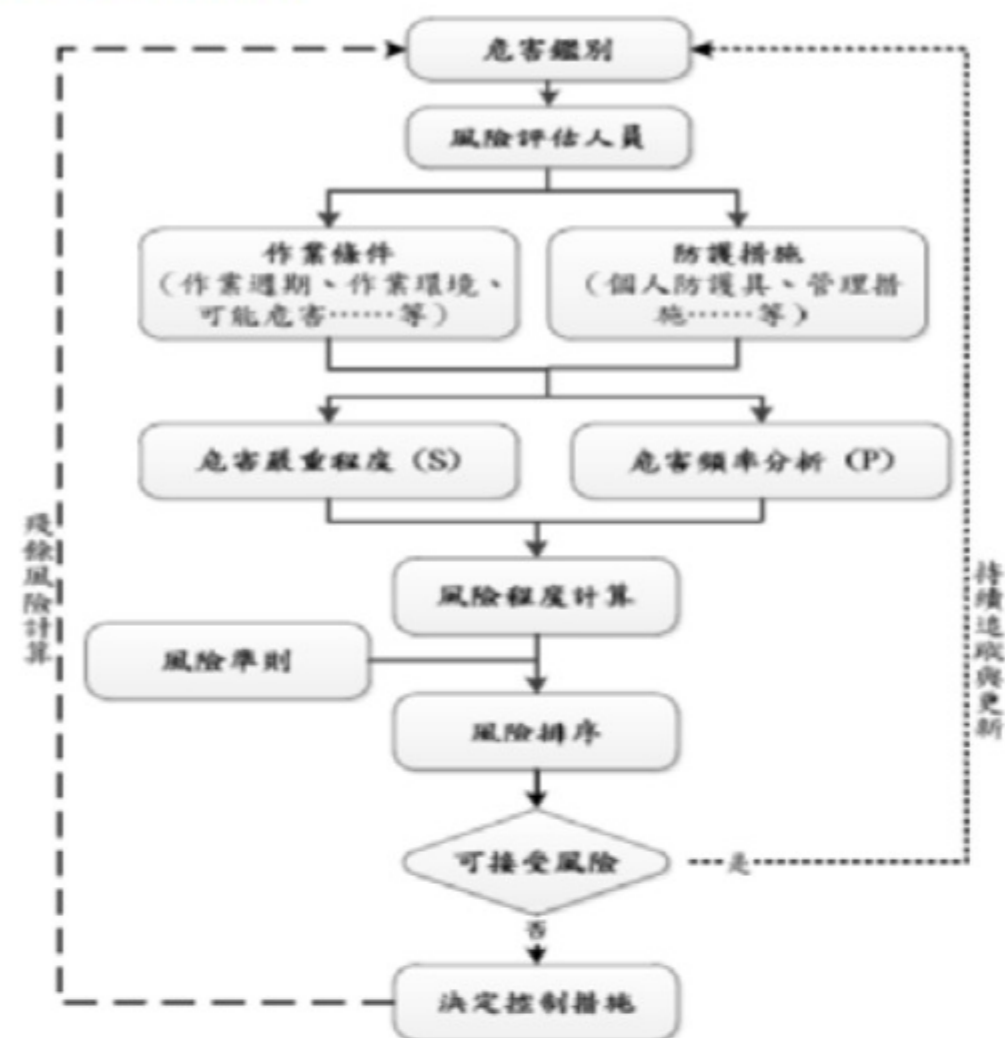 危害鑑別
風險評估人員
作業條件
（作業週期、作業環境、
可能危害……等）
防護措施
（個人防護具、管理措
施……等）
危害嚴重程度（S）
危害頻率分析（P）
風險程度計算
風險準則
風險排序
可接受風險
是
否
決定控制措施
殘餘風險計算
持續追蹤與更新